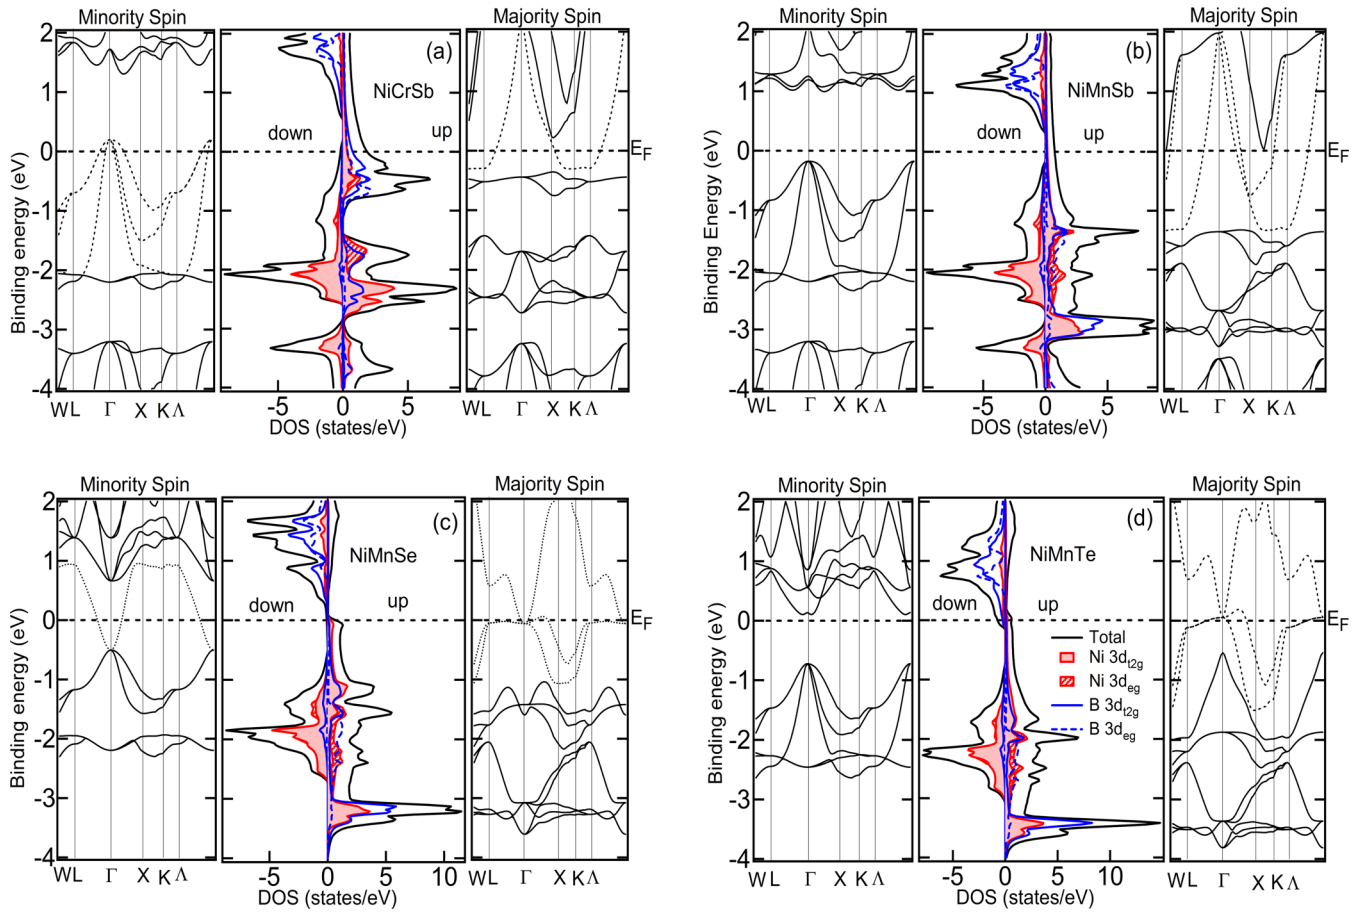 Minority Spin
Majority Spin
(a)
NiCrSb
down
up
E_F
2
1
0
-1
-2
-3
-4
Binding energy (eV)
W L Γ X K Λ
-5 0 5
DOS (states/eV)
W L Γ X K Λ
Minority Spin
Majority Spin
(b)
NiMnSb
down
up
E_F
2
1
0
-1
-2
-3
-4
Binding Energy (eV)
W L Γ X K Λ
-5 0 5
DOS (states/eV)
W L Γ X K Λ
Minority Spin
Majority Spin
(c)
NiMnSe
down
up
E_F
2
1
0
-1
-2
-3
-4
Binding energy (eV)
W L Γ X K Λ
-5 0 5 10
DOS (states/eV)
W L Γ X K Λ
Minority Spin
Majority Spin
(d)
NiMnTe
down
up
E_F
Total
Ni 3d_t2g
Ni 3d_eg
B 3d_t2g
B 3d_eg
2
1
0
-1
-2
-3
-4
Binding energy (eV)
W L Γ X K Λ
-5 0 5 10
DOS (states/eV)
W L Γ X K Λ